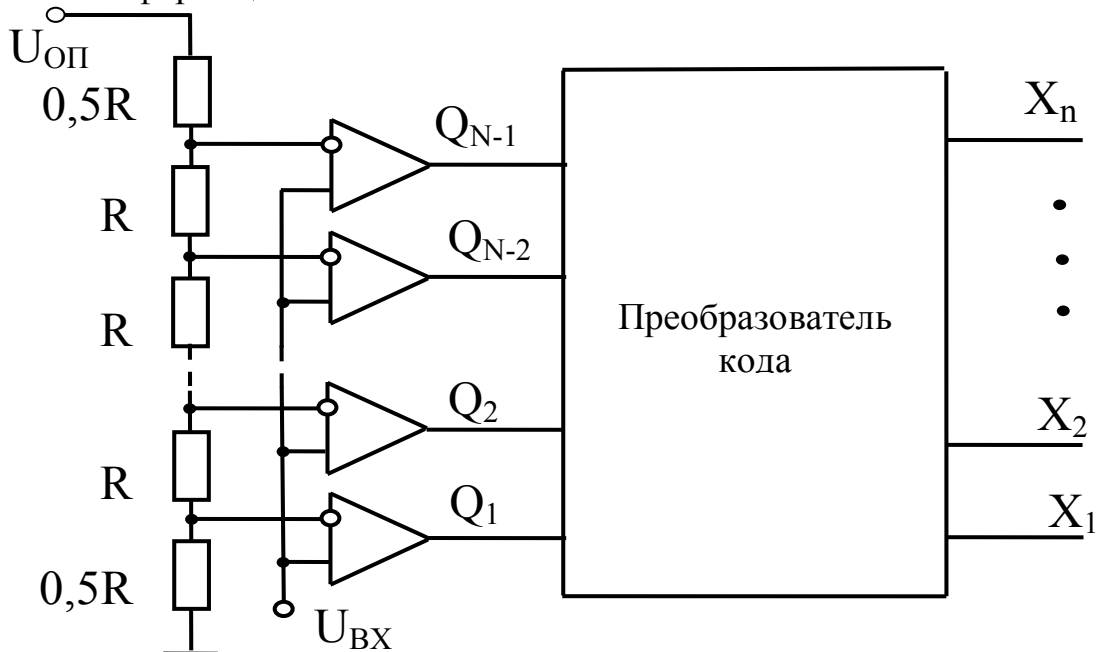 U_ОП
0,5R
R
R
R
0,5R
U_ВХ
Q_N-1
Q_N-2
Q_2
Q_1
Преобразователь
кода
X_n
X_2
X_1